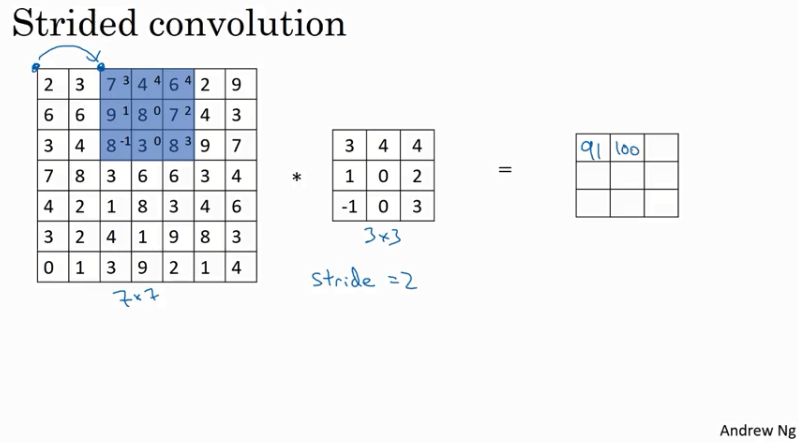 Strided convolution
2 3 7 3 4 4 6 4 2 9
6 6 9 1 8 0 7 2 4 3
3 4 8 -1 3 0 8 3 9 7
7 8 3 6 6 3 4
4 2 1 8 3 4 6
3 2 4 1 9 8 3
0 1 3 9 2 1 4
7×7
*
3 4 4
1 0 2
-1 0 3
3×3
stride = 2
=
91 100
Andrew Ng